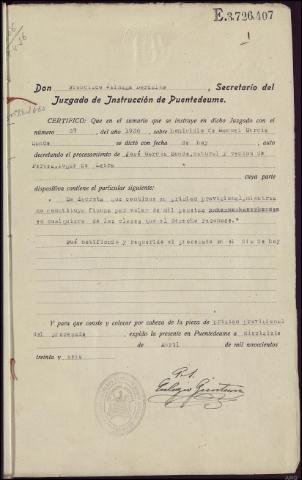 E.3.726.407
1
Don Secretario del
Juzgado de Instrucción de Puentedeume.
CERTIFICO: Que en el sumario que se instruye en dicho Juzgado con el
número 37 del año 1936 sobre homicidio de Manuel García
se dictó con fecha de hoy auto
decretando el procesamiento de José García natural y vecino de
cuya parte
dispositiva contiene el particular siguiente:
Se decreta que continue en prisión provisional, mientras
no constituya fianza por valor de mil pesetas
en cualquiera de las clases que el derecho reconoce.
Fué notificado y requerido el procesado en el dia de hoy
Y para que conste y colocar por cabeza de la pieza de prisión provisional
del procesado expido la presente en Puentedeume a dieciseis
de Abril de mil novecientos
treinta y seis